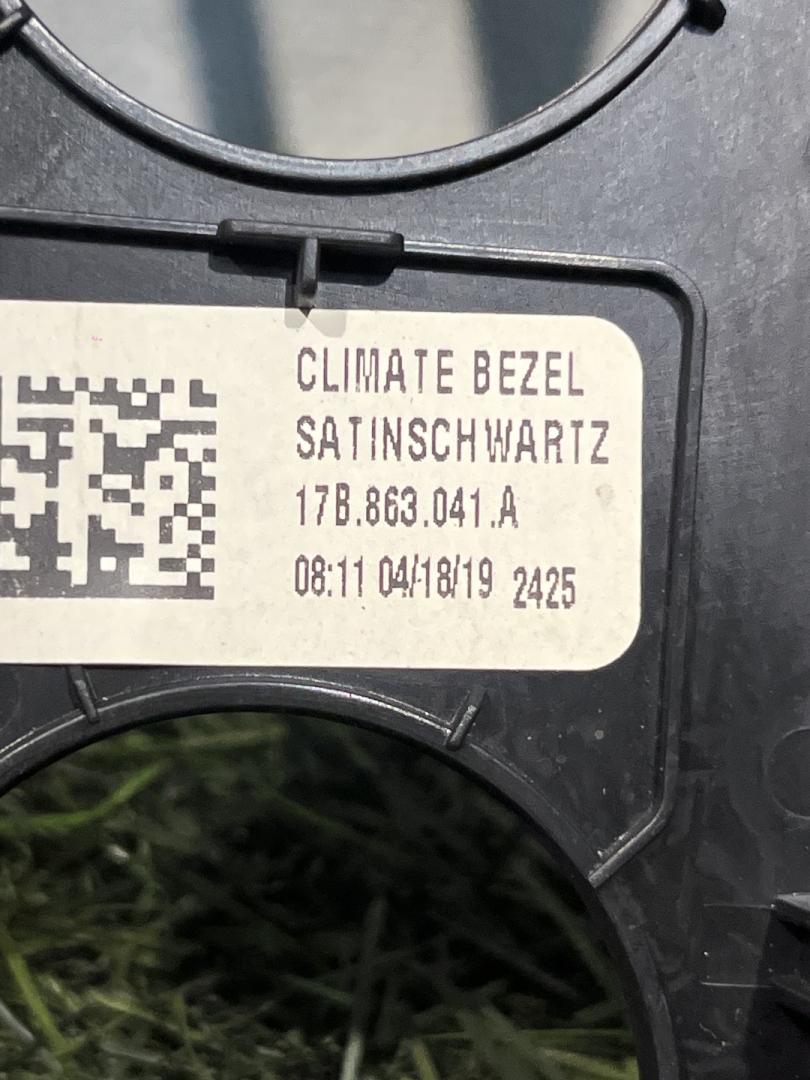 CLIMATE BEZEL
SATINSCHWARTZ
17B.863.041.A
08:11 04/18/19 2425